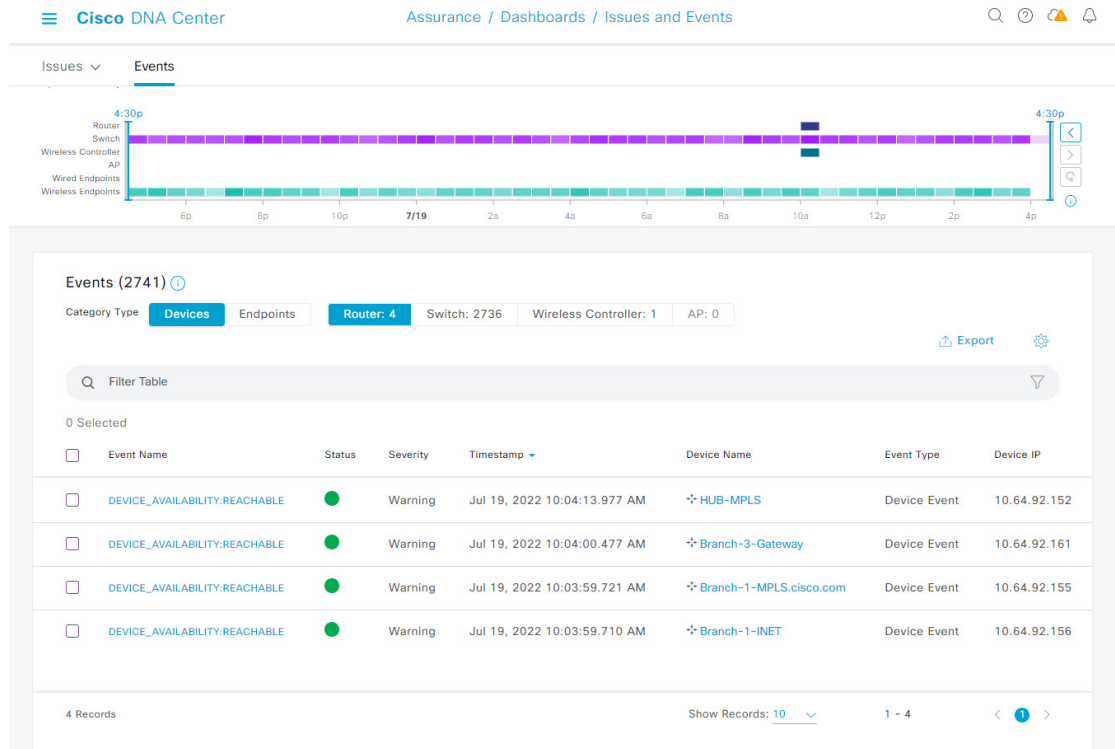 Cisco DNA Center
Assurance / Dashboards / Issues and Events
Issues
Events
4:30p
4:30p
Router
Switch
Wireless Controller
AP
Wired Endpoints
Wireless Endpoints
6p 8p 10p 7/19 2a 4a 6a 8a 10a 12p 2p 4p
Events (2741)
Category Type Devices Endpoints Router: 4 Switch: 2736 Wireless Controller: 1 AP: 0
Export
Filter Table
0 Selected
Event Name Status Severity Timestamp Device Name Event Type Device IP
DEVICE_AVAILABILITY:REACHABLE Warning Jul 19, 2022 10:04:13.977 AM HUB-MPLS Device Event 10.64.92.152
DEVICE_AVAILABILITY:REACHABLE Warning Jul 19, 2022 10:04:00.477 AM Branch-3-Gateway Device Event 10.64.92.161
DEVICE_AVAILABILITY:REACHABLE Warning Jul 19, 2022 10:03:59.721 AM Branch-1-MPLS.cisco.com Device Event 10.64.92.155
DEVICE_AVAILABILITY:REACHABLE Warning Jul 19, 2022 10:03:59.710 AM Branch-1-INET Device Event 10.64.92.156
4 Records Show Records: 10 1 - 4 1